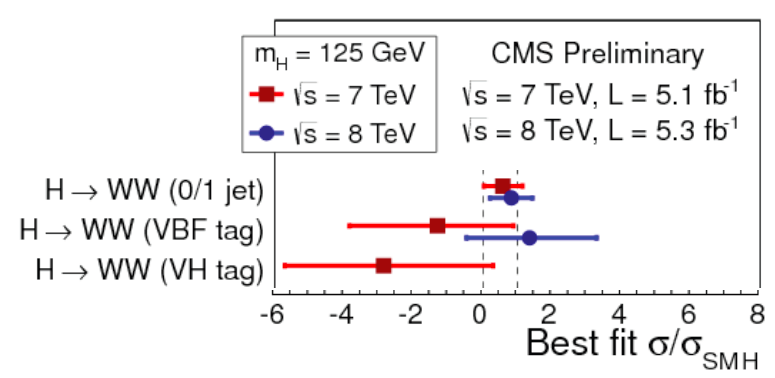 m_H = 125 GeV
√s = 7 TeV
√s = 8 TeV
CMS Preliminary
√s = 7 TeV, L = 5.1 fb⁻¹
√s = 8 TeV, L = 5.3 fb⁻¹
H → WW (0/1 jet)
H → WW (VBF tag)
H → WW (VH tag)
-6 -4 -2 0 2 4 6 8
Best fit σ/σ_SMH